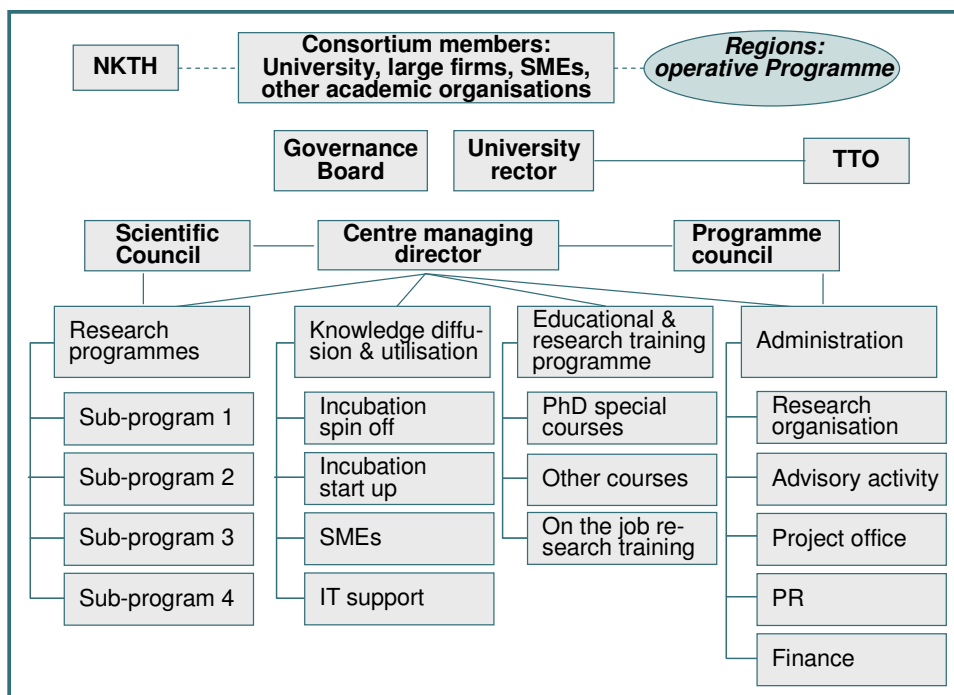 NKTH
Consortium members:
University, large firms, SMEs,
other academic organisations
Regions:
operative Programme
Governance
Board
University
rector
TTO
Scientific
Council
Centre managing
director
Programme
council
Research
programmes
Sub-program 1
Sub-program 2
Sub-program 3
Sub-program 4
Knowledge diffu-
sion & utilisation
Incubation
spin off
Incubation
start up
SMEs
IT support
Educational &
research training
programme
PhD special
courses
Other courses
On the job re-
search training
Administration
Research
organisation
Advisory activity
Project office
PR
Finance